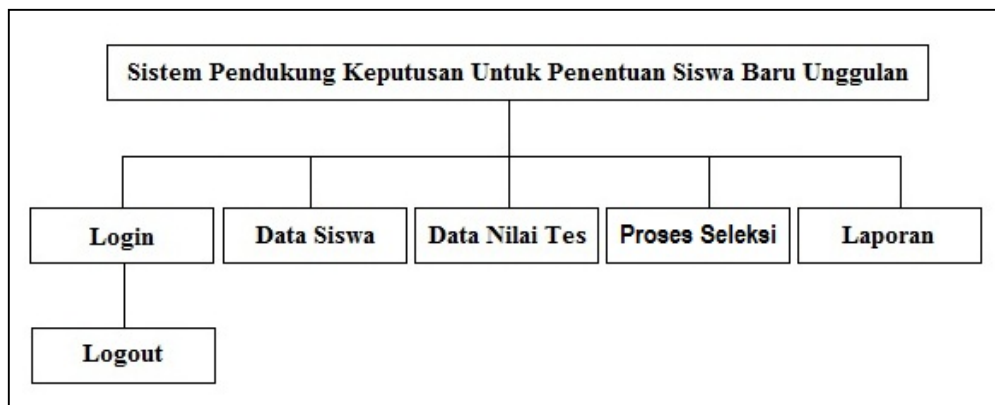 Sistem Pendukung Keputusan Untuk Penentuan Siswa Baru Unggulan
Login
Data Siswa
Data Nilai Tes
Proses Seleksi
Laporan
Logout